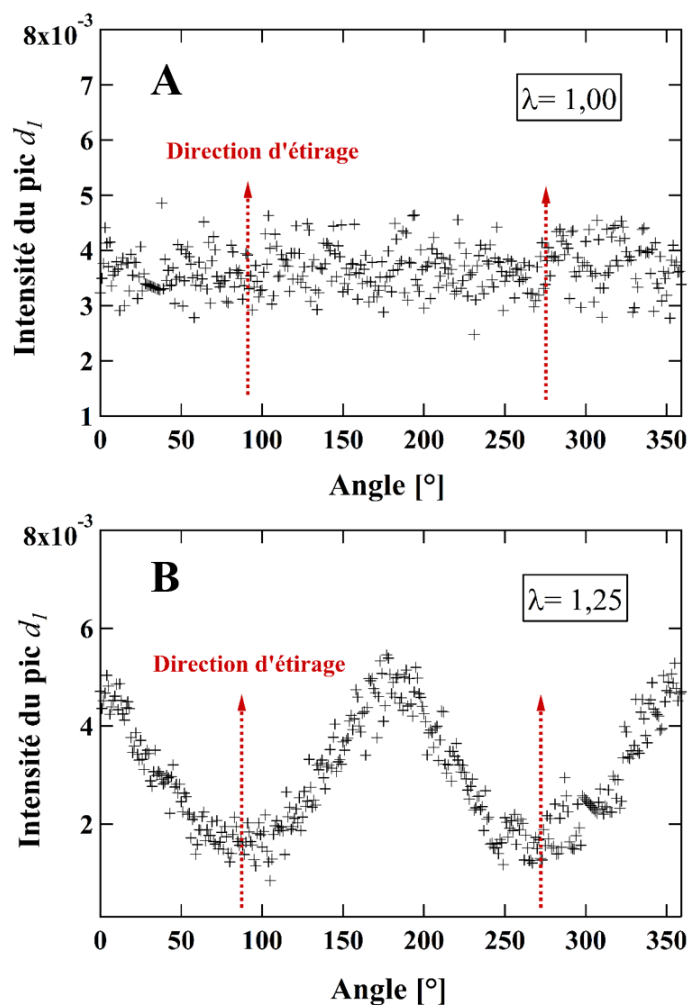 8x10⁻³
A
λ= 1,00
7
6
Direction d'étirage
5
4
3
2
1
0
50
100
150
200
250
300
350
Intensité du pic d₁
Angle [°]
8x10⁻³
B
λ= 1,25
6
Direction d'étirage
4
2
0
50
100
150
200
250
300
350
Intensité du pic d₁
Angle [°]